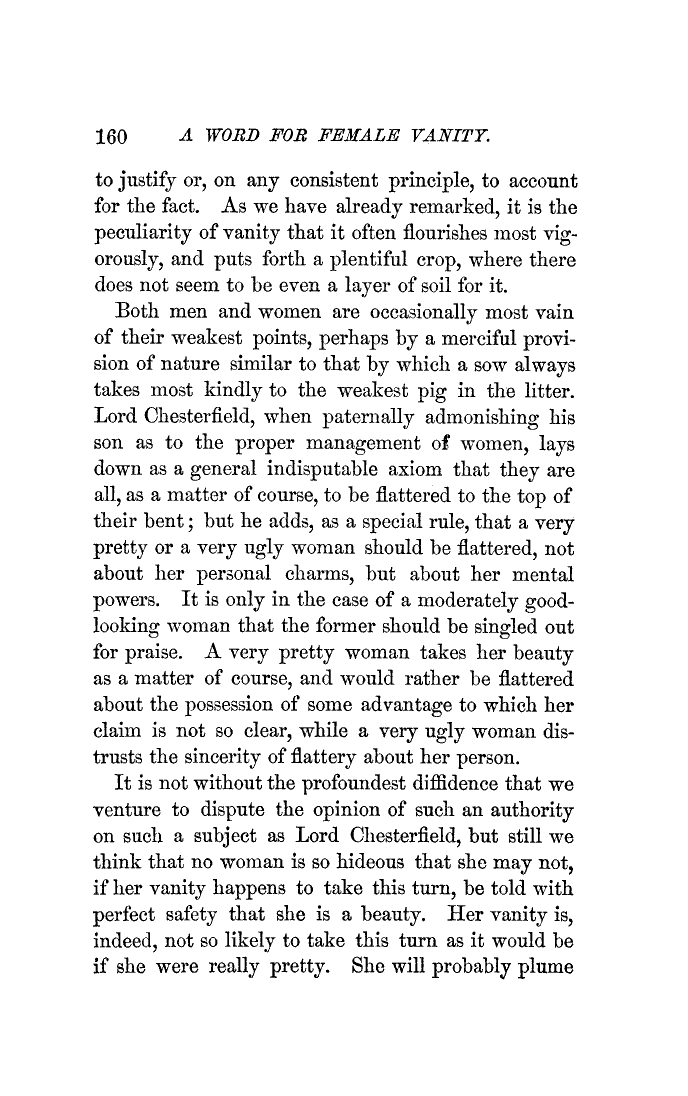 160 A WORD FOR FEMALE VANITY.
to justify or, on any consistent principle, to account
for the fact. As we have already remarked, it is the
peculiarity of vanity that it often flourishes most vig-
orously, and puts forth a plentiful crop, where there
does not seem to be even a layer of soil for it.
Both men and women are occasionally most vain
of their weakest points, perhaps by a merciful provi-
sion of nature similar to that by which a sow always
takes most kindly to the weakest pig in the litter.
Lord Chesterfield, when paternally admonishing his
son as to the proper management of women, lays
down as a general indisputable axiom that they are
all, as a matter of course, to be flattered to the top of
their bent; but he adds, as a special rule, that a very
pretty or a very ugly woman should be flattered, not
about her personal charms, but about her mental
powers. It is only in the case of a moderately good-
looking woman that the former should be singled out
for praise. A very pretty woman takes her beauty
as a matter of course, and would rather be flattered
about the possession of some advantage to which her
claim is not so clear, while a very ugly woman dis-
trusts the sincerity of flattery about her person.
It is not without the profoundest diffidence that we
venture to dispute the opinion of such an authority
on such a subject as Lord Chesterfield, but still we
think that no woman is so hideous that she may not,
if her vanity happens to take this turn, be told with
perfect safety that she is a beauty. Her vanity is,
indeed, not so likely to take this turn as it would be
if she were really pretty. She will probably plume